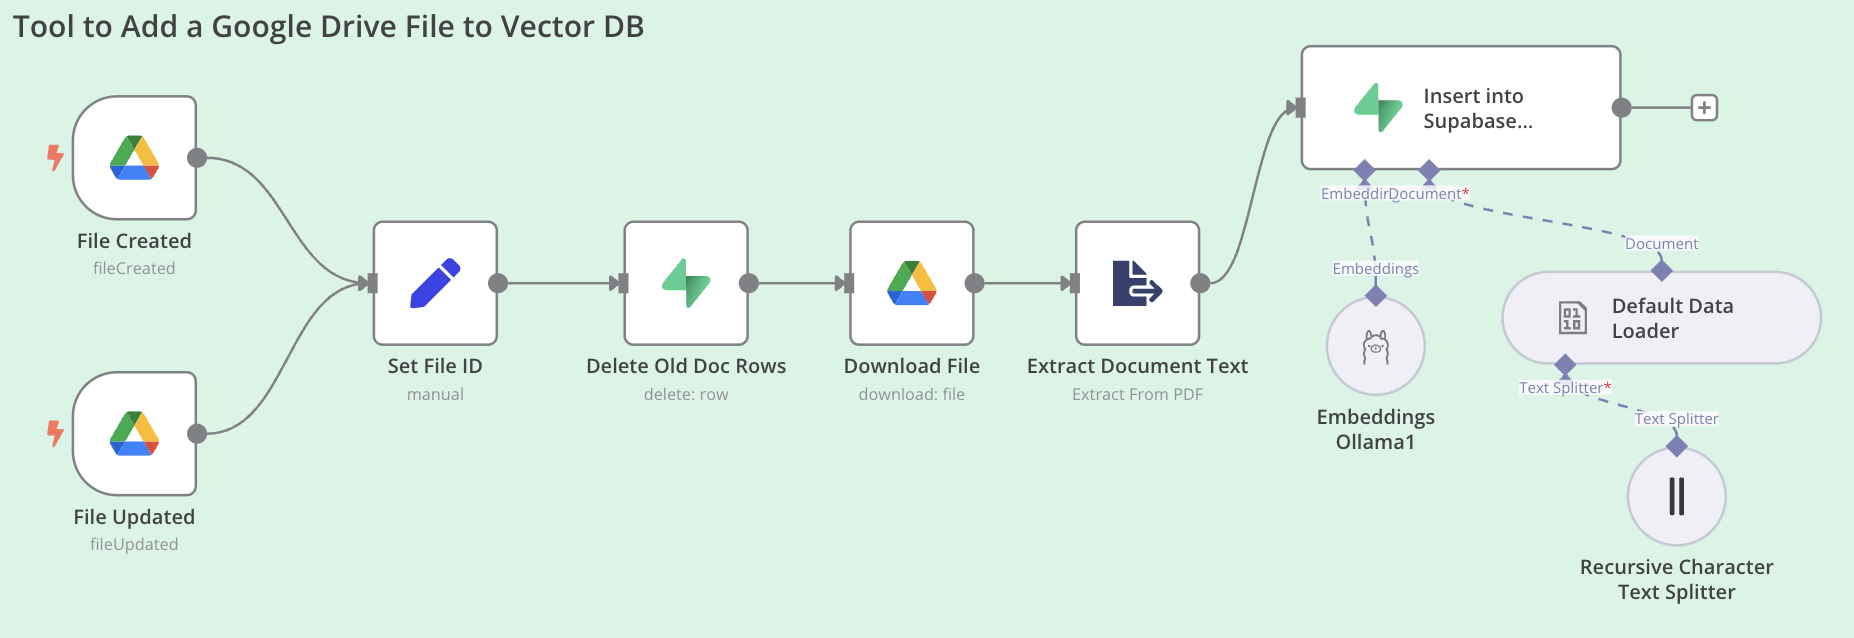 Tool to Add a Google Drive File to Vector DB
File Created
fileCreated
File Updated
fileUpdated
Set File ID
manual
Delete Old Doc Rows
delete: row
Download File
download: file
Extract Document Text
Extract From PDF
Insert into
Supabase...
Document*
Embeddings
Embeddings
Ollama1
Document
Default Data
Loader
Text Splitter*
Text Splitter
Recursive Character
Text Splitter